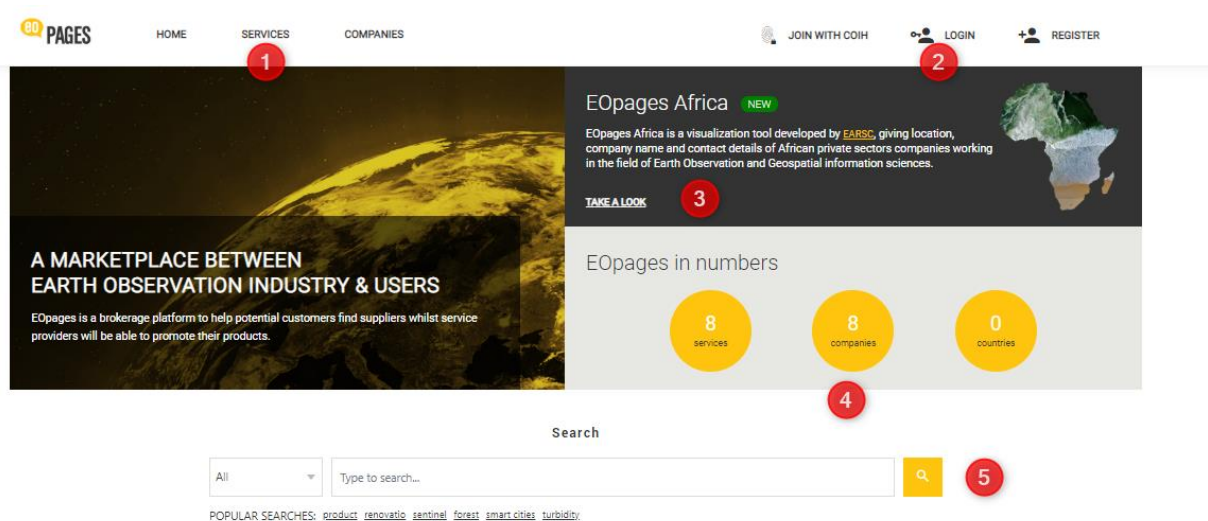 eo PAGES HOME SERVICES COMPANIES JOIN WITH COIH LOGIN REGISTER
1
2
EOpages Africa NEW
EOpages Africa is a visualization tool developed by EARSC, giving location,
company name and contact details of African private sectors companies working
in the field of Earth Observation and Geospatial information sciences.
TAKE A LOOK
3
A MARKETPLACE BETWEEN
EARTH OBSERVATION INDUSTRY & USERS
EOpages is a brokerage platform to help potential customers find suppliers whilst service
providers will be able to promote their products.
EOpages in numbers
8
services
8
companies
0
countries
4
Search
All
Type to search...
5
POPULAR SEARCHES: product renovatio sentinel forest smart cities turbidity